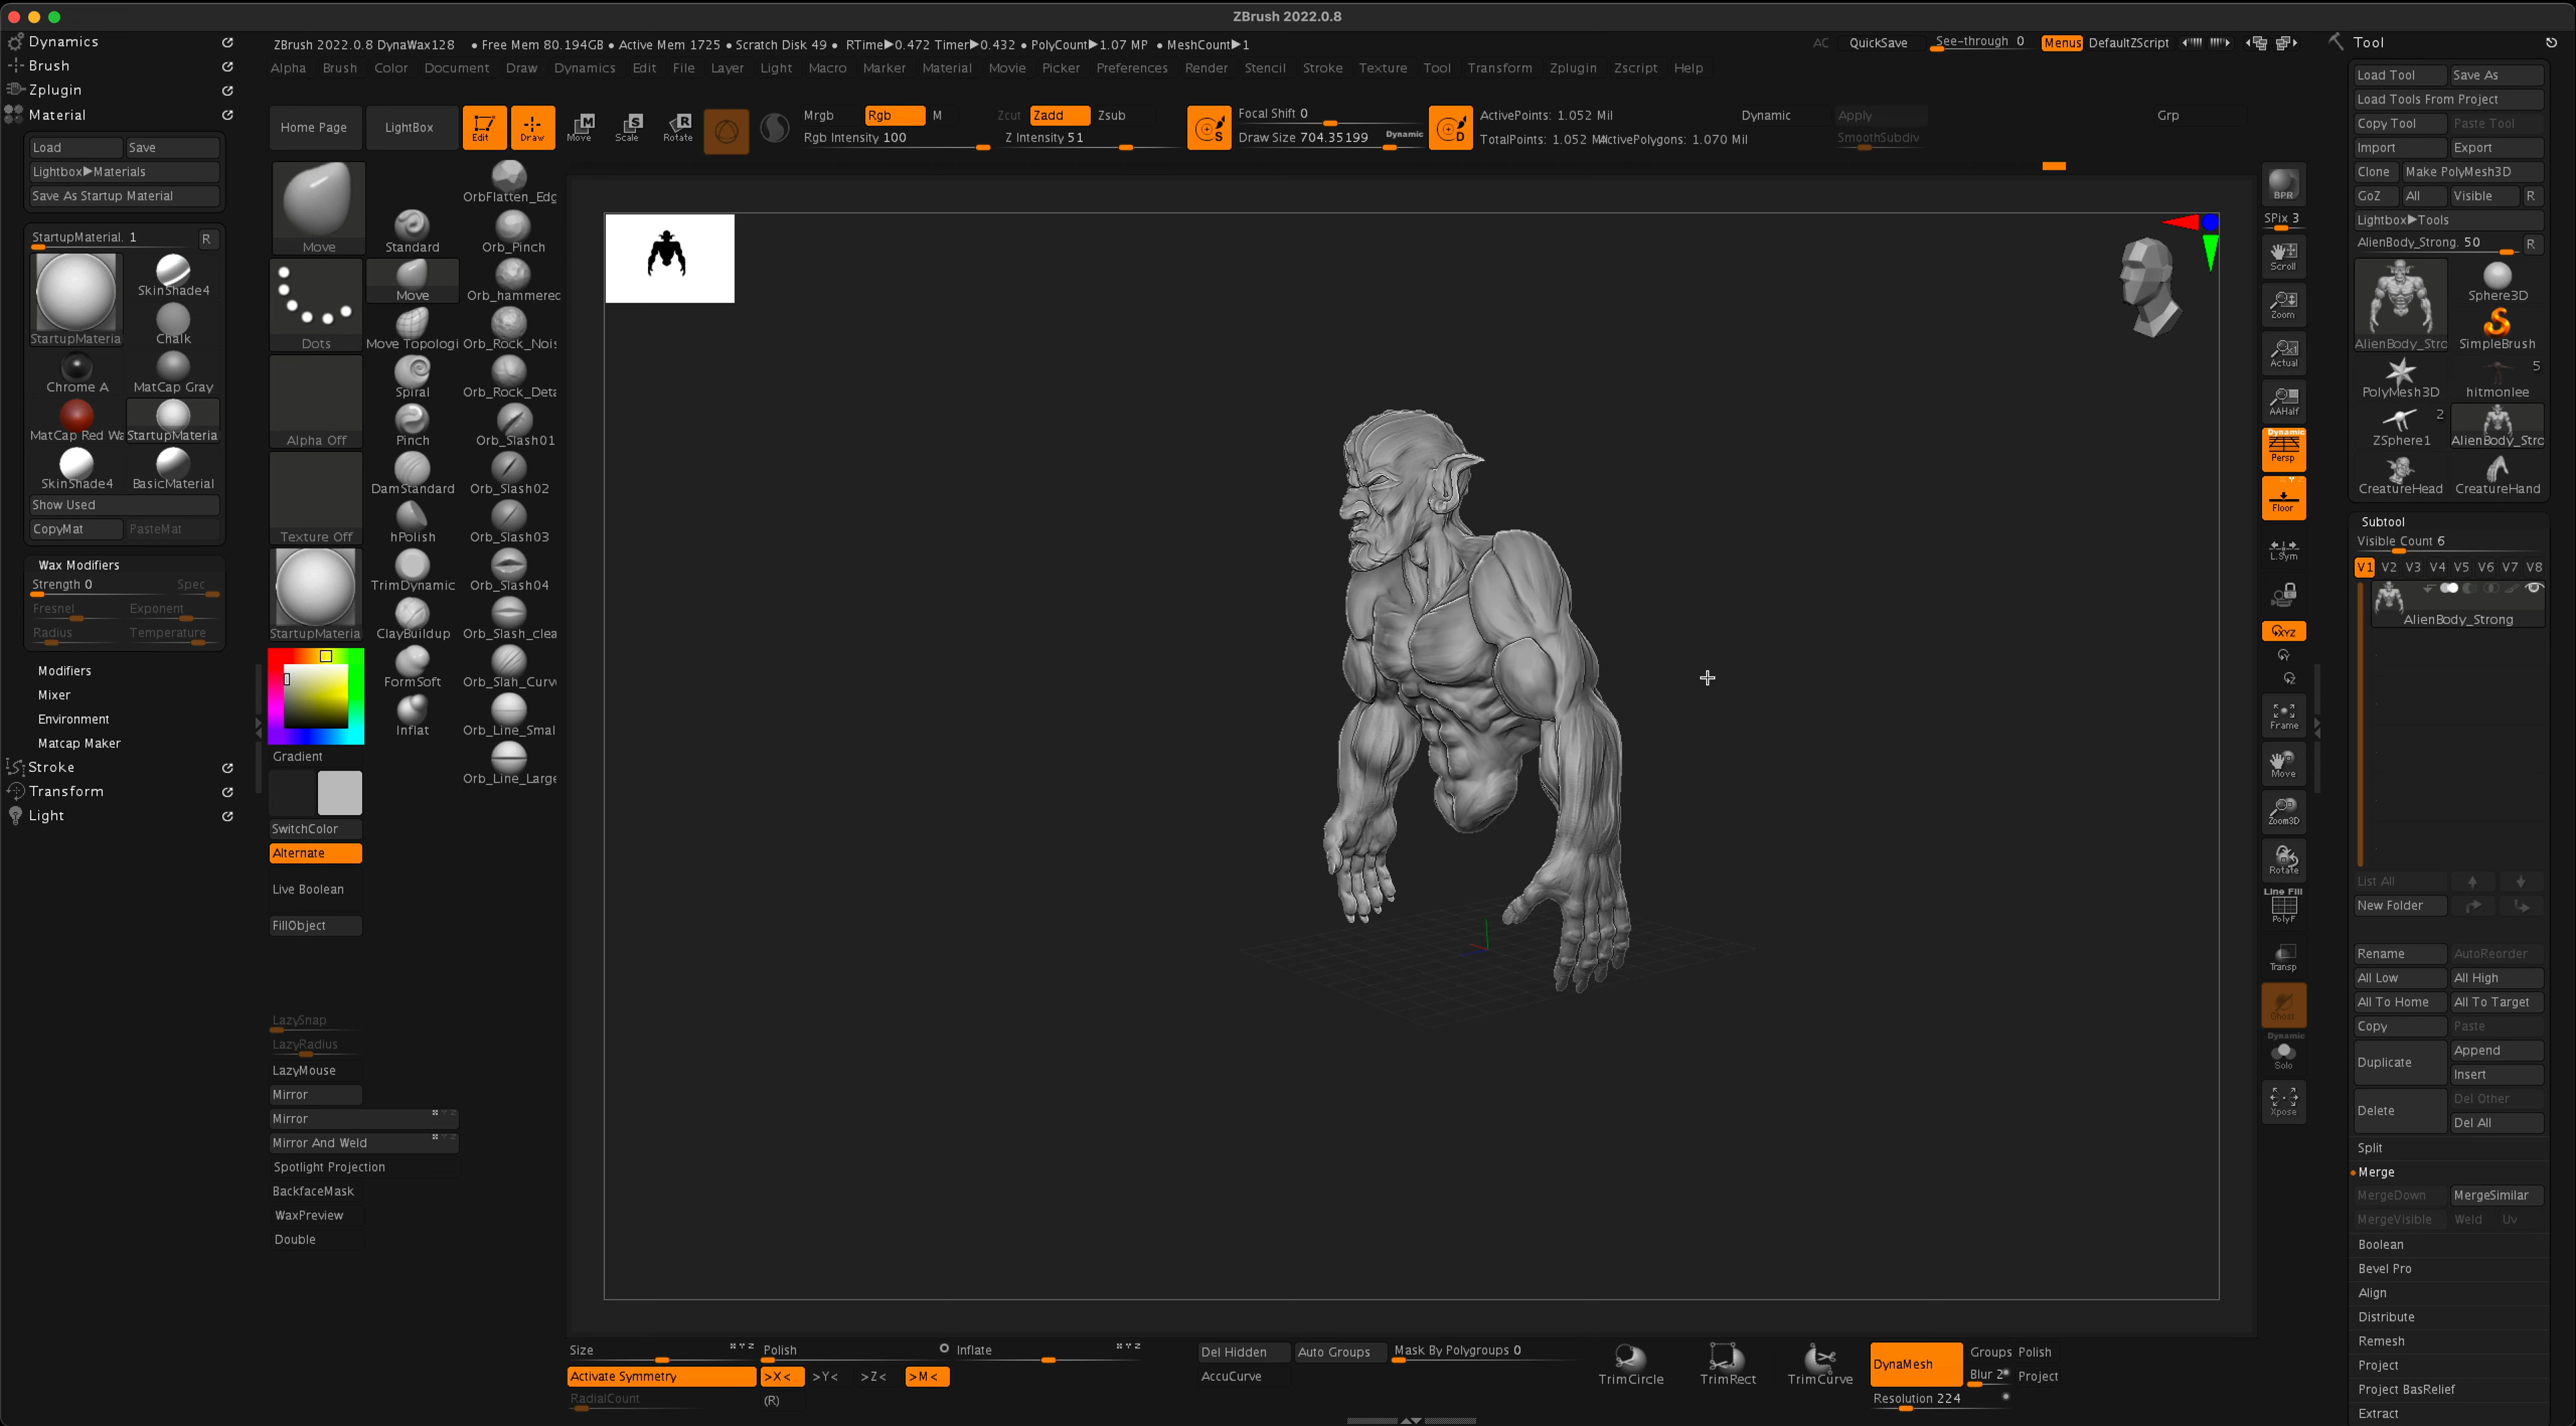 ZBrush 2022.0.8
Dynamics
Brush
Zplugin
Material
Load Save
Lightbox▶Materials
Save As Startup Material
StartupMaterial. 1 R
SkinShade4
StartupMateria Chalk
Chrome A MatCap Gray
MatCap Red Wa StartupMateria
SkinShade4 BasicMaterial
Show Used
CopyMat PasteMat
Wax Modifiers
Strength 0 Spec
Fresnel Exponent
Radius Temperature
Modifiers
Mixer
Environment
Matcap Maker
Stroke
Transform
Light
ZBrush 2022.0.8 DynaWax128 • Free Mem 80.194GB • Active Mem 1725 • Scratch Disk 49 • RTime▶0.472 Timer▶0.432 • PolyCount▶1.07 MP • MeshCount▶1
AC QuickSave See-through 0 Menus DefaultZScript
Alpha Brush Color Document Draw Dynamics Edit File Layer Light Macro Marker Material Movie Picker Preferences Render Stencil Stroke Texture Tool Transform Zplugin Zscript Help
Home Page LightBox Edit Draw Move Scale Rotate
Mrgb Rgb M Zcut Zadd Zsub
Rgb Intensity 100 Z Intensity 51
Focal Shift 0
Draw Size 704.35199 Dynamic
ActivePoints: 1.052 Mil
TotalPoints: 1.052 M ActivePolygons: 1.070 Mil
Dynamic Apply Grp
SmoothSubdiv
Move
Dots
Alpha Off
Texture Off
StartupMateria
Gradient
SwitchColor
Alternate
Live Boolean
FillObject
LazySnap
LazyRadius
LazyMouse
Mirror
Mirror
Mirror And Weld
Spotlight Projection
BackfaceMask
WaxPreview
Double
Standard
Move
Move Topologi
Spiral
Pinch
DamStandard
hPolish
TrimDynamic
ClayBuildup
FormSoft
Inflat
OrbFlatten_Edg
Orb_Pinch
Orb_hammered
Orb_Rock_Nois
Orb_Rock_Deta
Orb_Slash01
Orb_Slash02
Orb_Slash03
Orb_Slash04
Orb_Slash_clea
Orb_Slah_Curv
Orb_Line_Smal
Orb_Line_Large
BPR
SPix 3
Scroll
Zoom
Actual
AAHalf
Dynamic
Persp
Floor
L.Sym
XYZ
Y
Z
Frame
Move
Zoom3D
Rotate
Line Fill
PolyF
Transp
Ghost
Dynamic
Solo
Xpose
Size X Y Z Polish Inflate X Y Z
Activate Symmetry >X< >Y< >Z< >M<
RadialCount (R)
Del Hidden Auto Groups Mask By Polygroups 0
AccuCurve
TrimCircle TrimRect TrimCurve
DynaMesh Groups Polish
Blur 2 Project
Resolution 224
Tool
Load Tool Save As
Load Tools From Project
Copy Tool Paste Tool
Import Export
Clone Make PolyMesh3D
GoZ All Visible R
Lightbox▶Tools
AlienBody_Strong. 50 R
Sphere3D
AlienBody_Stro SimpleBrush
5
PolyMesh3D hitmonlee
2
ZSphere1 AlienBody_Stro
CreatureHead CreatureHand
Subtool
Visible Count 6
V1 V2 V3 V4 V5 V6 V7 V8
AlienBody_Strong
List All
New Folder
Rename AutoReorder
All Low All High
All To Home All To Target
Copy Paste
Duplicate Append
Insert
Delete Del Other
Del All
Split
Merge
MergeDown MergeSimilar
MergeVisible Weld Uv
Boolean
Bevel Pro
Align
Distribute
Remesh
Project
Project BasRelief
Extract